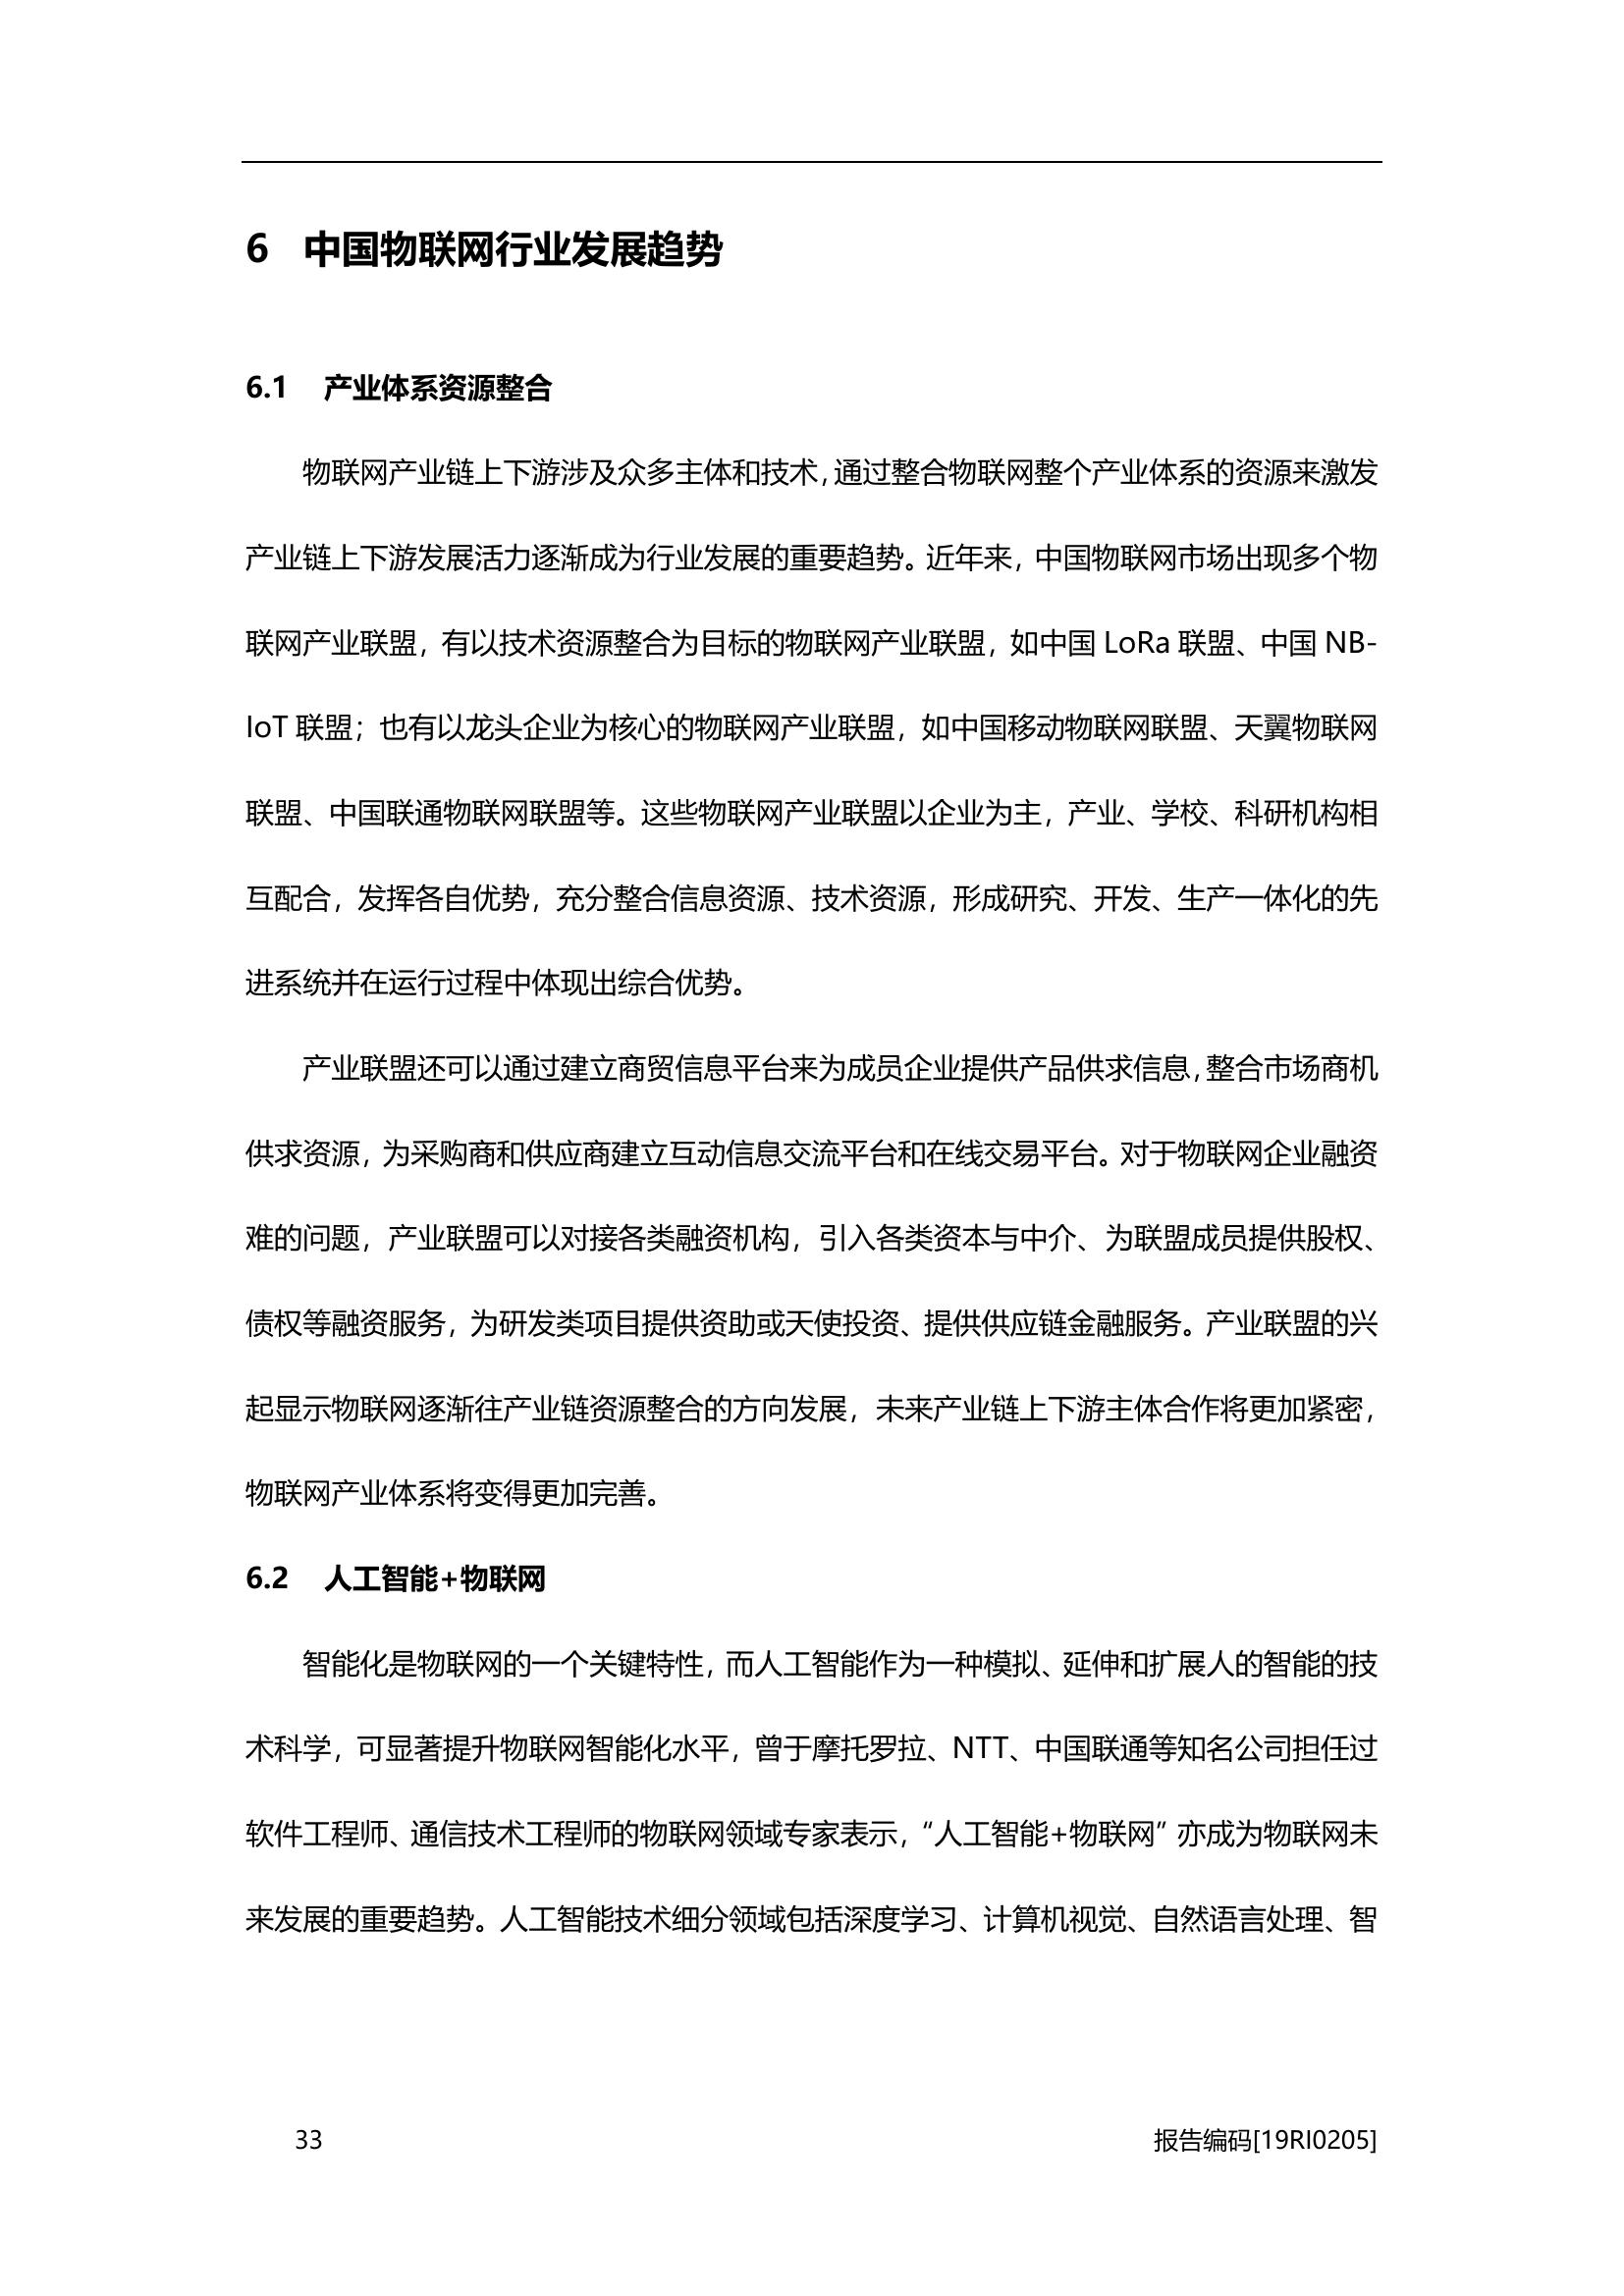 6 中国物联网行业发展趋势
6.1 产业体系资源整合
物联网产业链上下游涉及众多主体和技术，通过整合物联网整个产业体系的资源来激发
产业链上下游发展活力逐渐成为行业发展的重要趋势。近年来，中国物联网市场出现多个物
联网产业联盟，有以技术资源整合为目标的物联网产业联盟，如中国 LoRa 联盟、中国 NB-
IoT 联盟；也有以龙头企业为核心的物联网产业联盟，如中国移动物联网联盟、天翼物联网
联盟、中国联通物联网联盟等。这些物联网产业联盟以企业为主，产业、学校、科研机构相
互配合，发挥各自优势，充分整合信息资源、技术资源，形成研究、开发、生产一体化的先
进系统并在运行过程中体现出综合优势。
产业联盟还可以通过建立商贸信息平台来为成员企业提供产品供求信息，整合市场商机
供求资源，为采购商和供应商建立互动信息交流平台和在线交易平台。对于物联网企业融资
难的问题，产业联盟可以对接各类融资机构，引入各类资本与中介、为联盟成员提供股权、
债权等融资服务，为研发类项目提供资助或天使投资、提供供应链金融服务。产业联盟的兴
起显示物联网逐渐往产业链资源整合的方向发展，未来产业链上下游主体合作将更加紧密，
物联网产业体系将变得更加完善。
6.2 人工智能+物联网
智能化是物联网的一个关键特性，而人工智能作为一种模拟、延伸和扩展人的智能的技
术科学，可显著提升物联网智能化水平，曾于摩托罗拉、NTT、中国联通等知名公司担任过
软件工程师、通信技术工程师的物联网领域专家表示，“人工智能+物联网”亦成为物联网未
来发展的重要趋势。人工智能技术细分领域包括深度学习、计算机视觉、自然语言处理、智
33 报告编码[19RI0205]